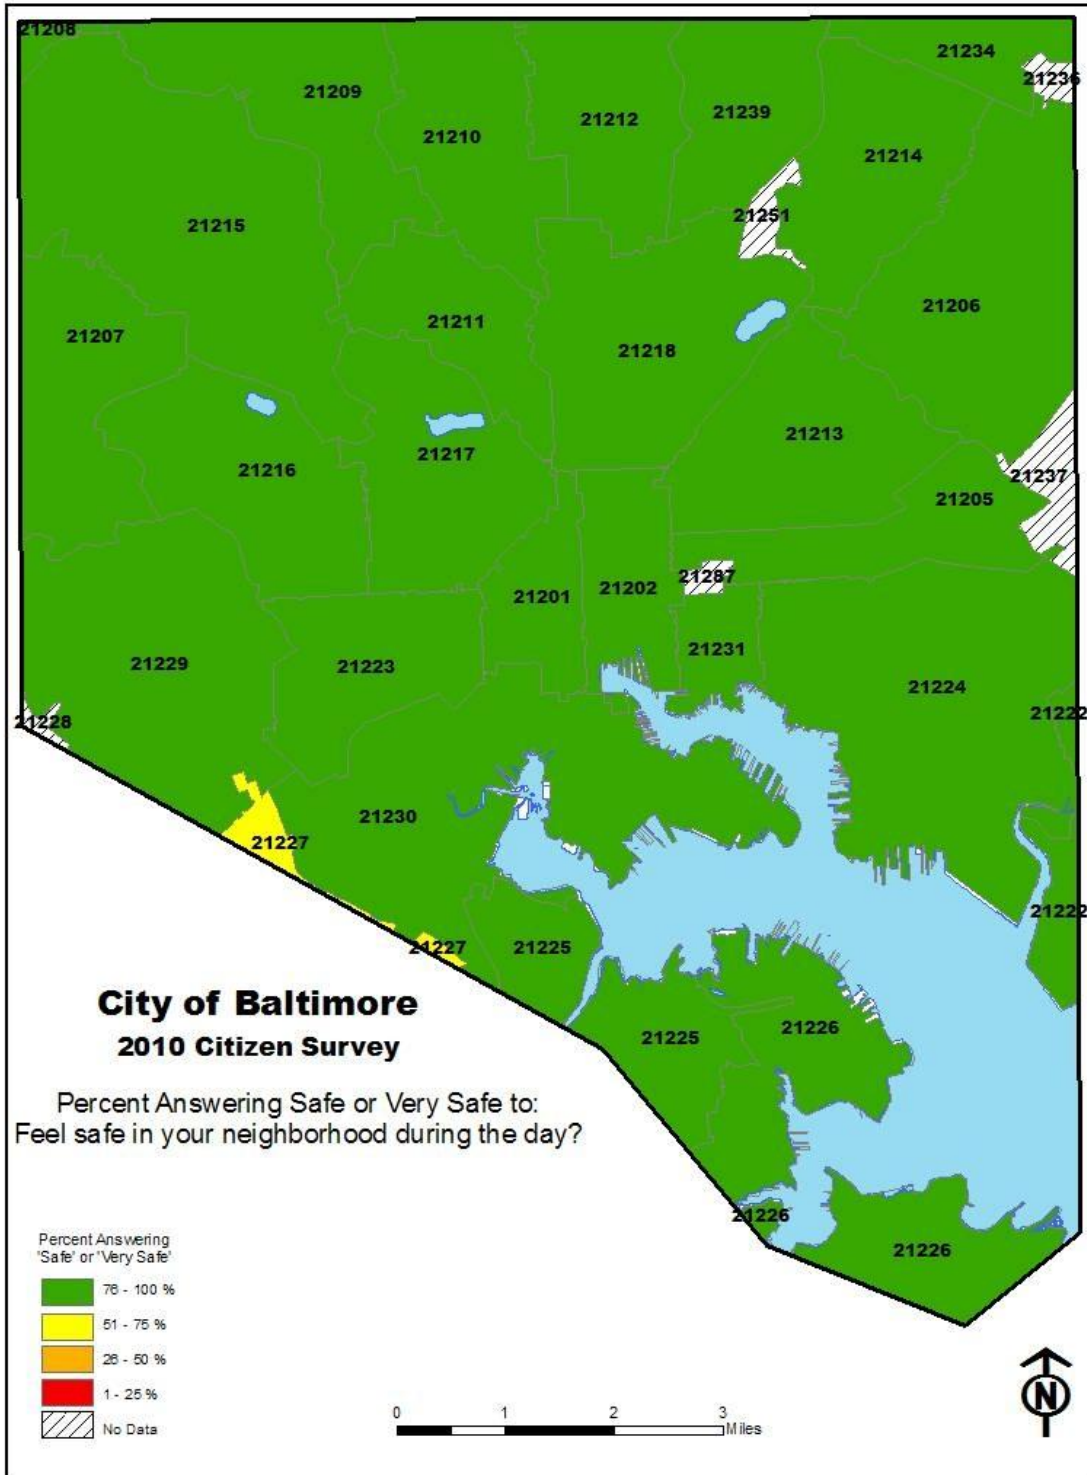 21208
21234
21236
21209
21212
21239
21210
21214
21251
21215
21206
21207
21211
21218
21213
21217
21216
21237
21205
21287
21202
21201
21231
21229
21223
21224
21222
21228
21230
21227
21222
21227
21225
City of Baltimore
2010 Citizen Survey
21226
21225
Percent Answering Safe or Very Safe to:
Feel safe in your neighborhood during the day?
21226
21226
Percent Answering
'Safe' or 'Very Safe'
76 - 100 %
51 - 75 %
26 - 50 %
1 - 25 %
No Data
0 1 2 3
Miles
N